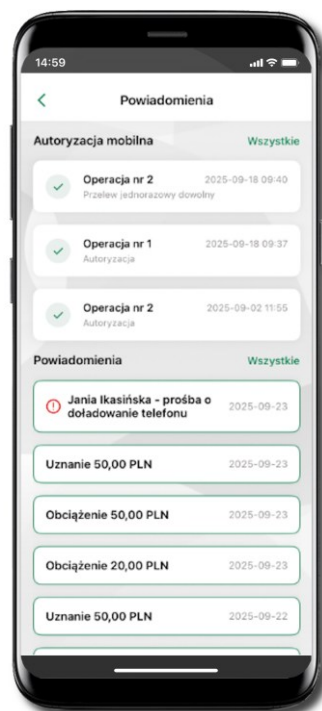 14:59
Powiadomienia
Autoryzacja mobilna Wszystkie
Operacja nr 2 2025-09-18 09:40
Przelew jednorazowy dowolny
Operacja nr 1 2025-09-18 09:37
Autoryzacja
Operacja nr 2 2025-09-02 11:55
Autoryzacja
Powiadomienia Wszystkie
Jania Ikasińska - prośba o
doładowanie telefonu 2025-09-23
Uznanie 50,00 PLN 2025-09-23
Obciążenie 50,00 PLN 2025-09-23
Obciążenie 20,00 PLN 2025-09-23
Uznanie 50,00 PLN 2025-09-22